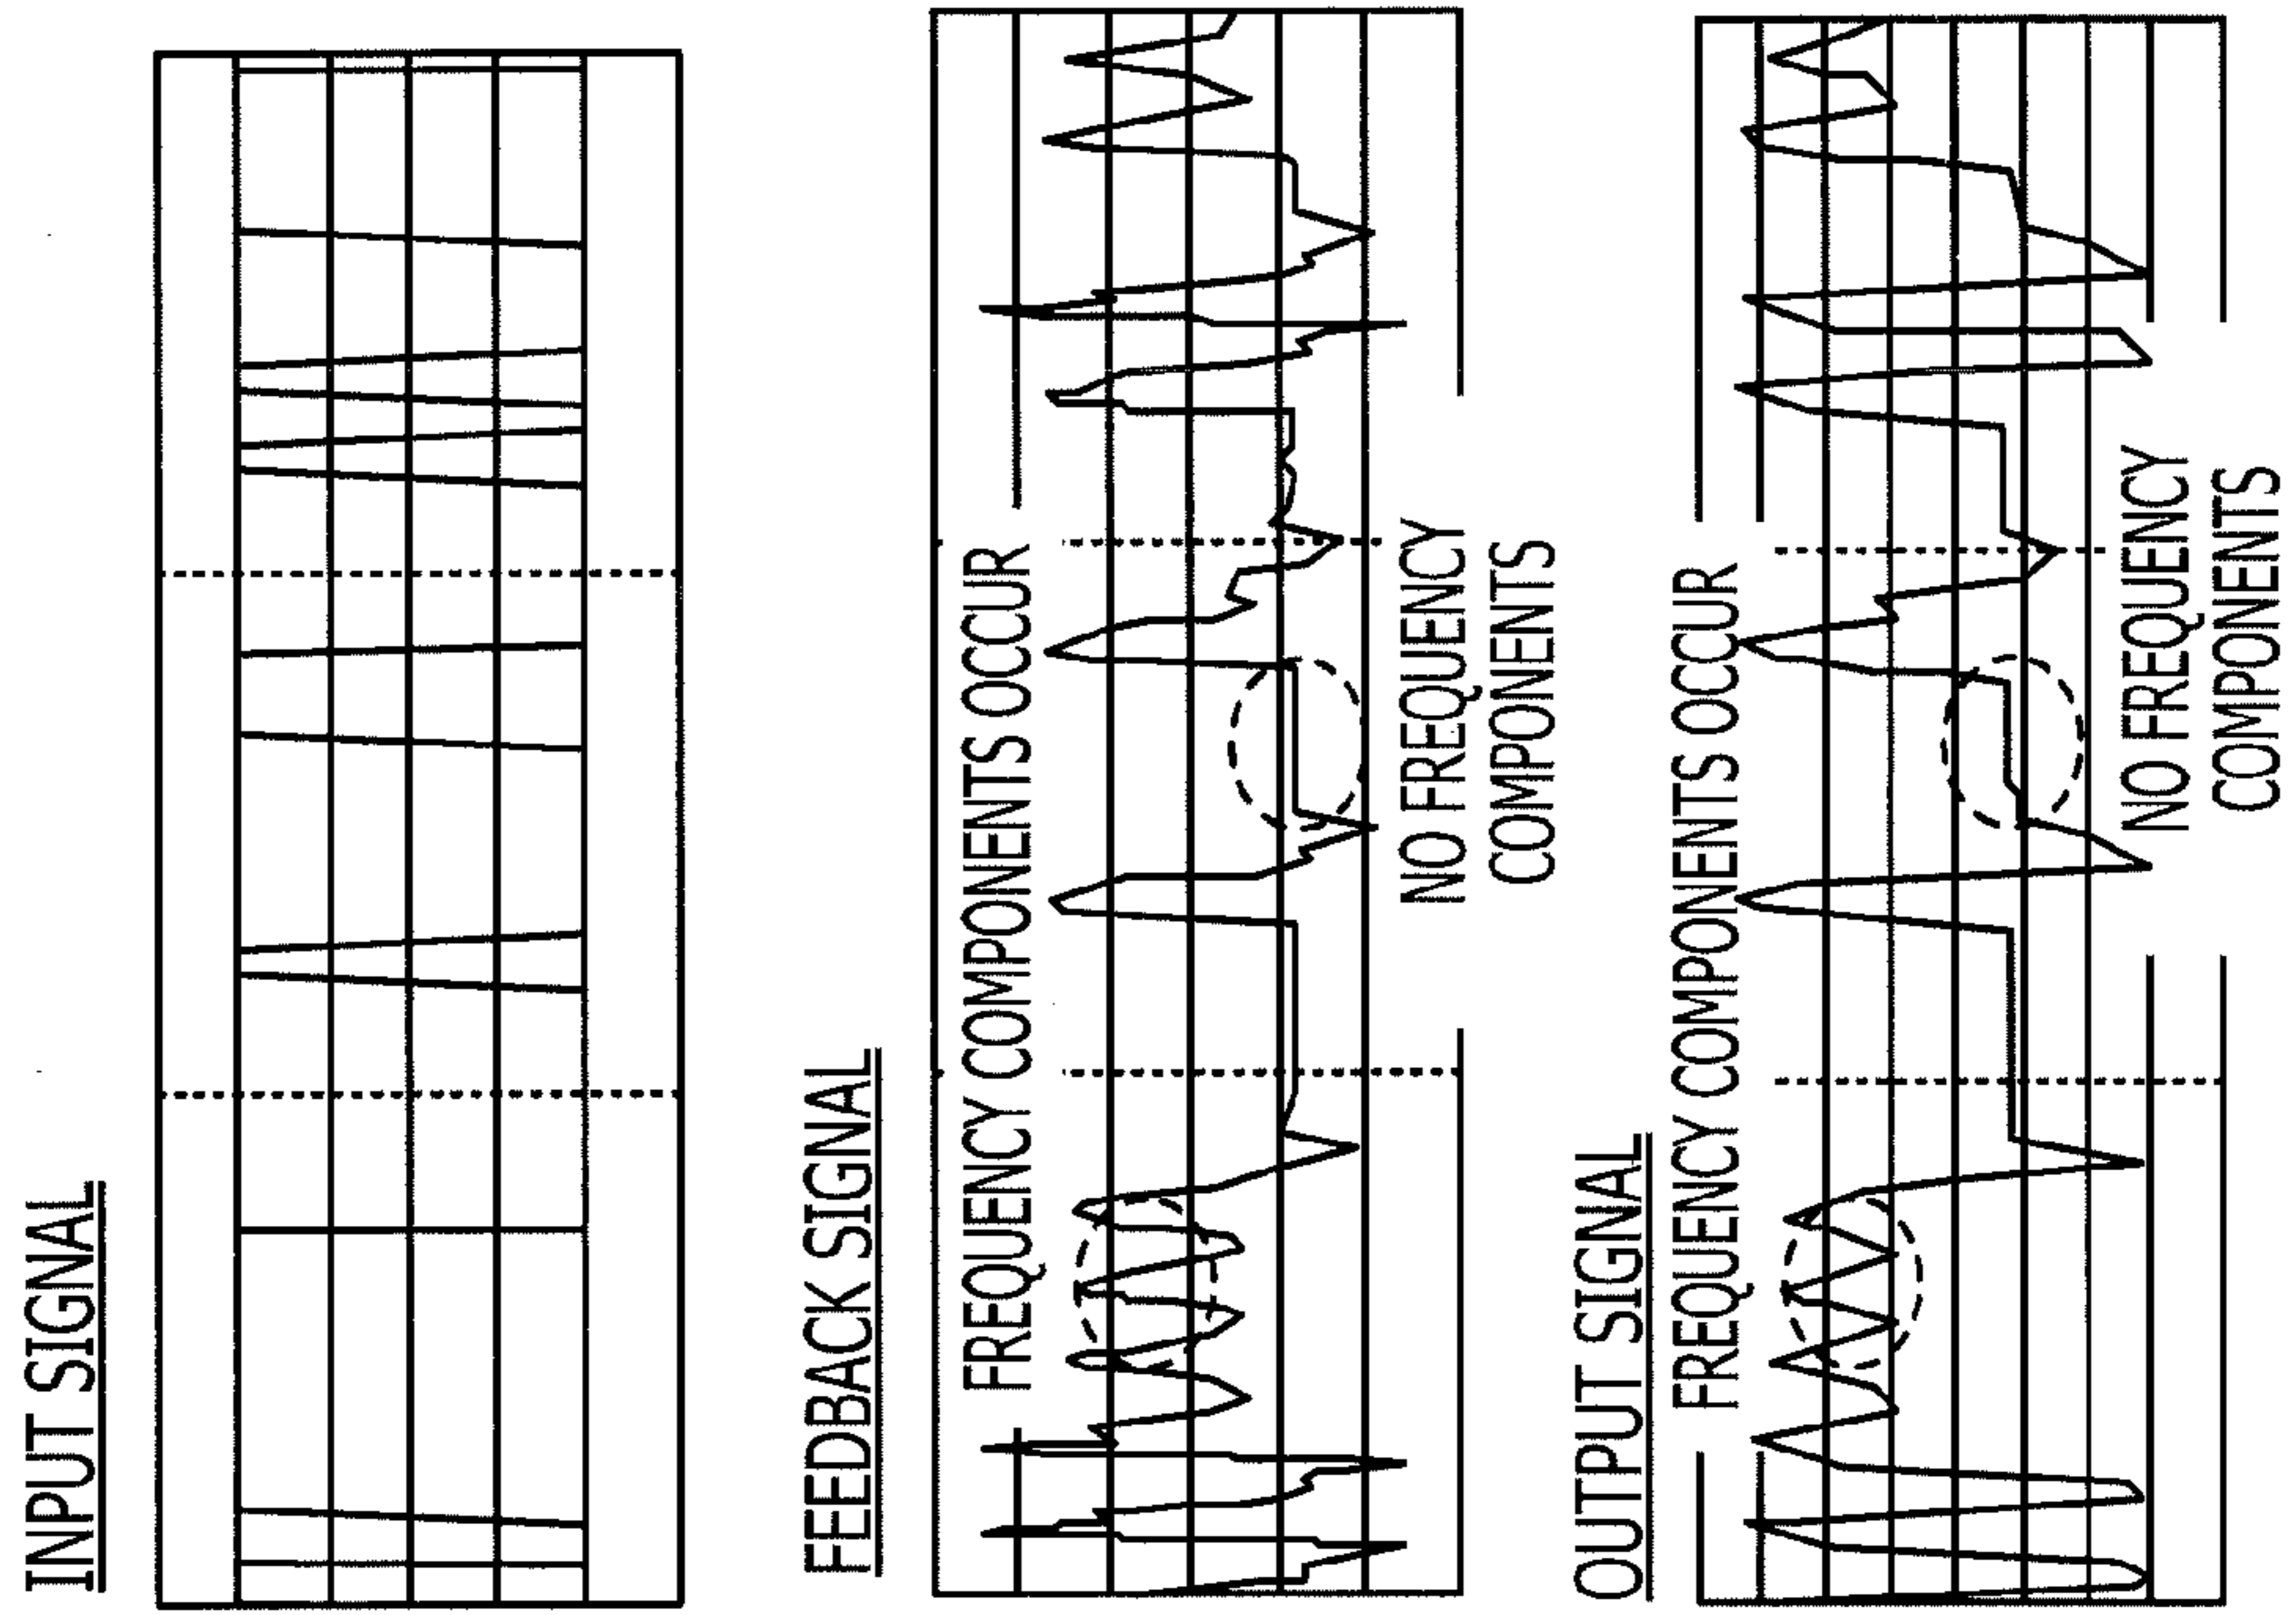 INPUT SIGNAL
FEEDBACK SIGNAL
FREQUENCY COMPONENTS OCCUR
NO FREQUENCY
COMPONENTS
OUTPUT SIGNAL
FREQUENCY COMPONENTS OCCUR
NO FREQUENCY
COMPONENTS